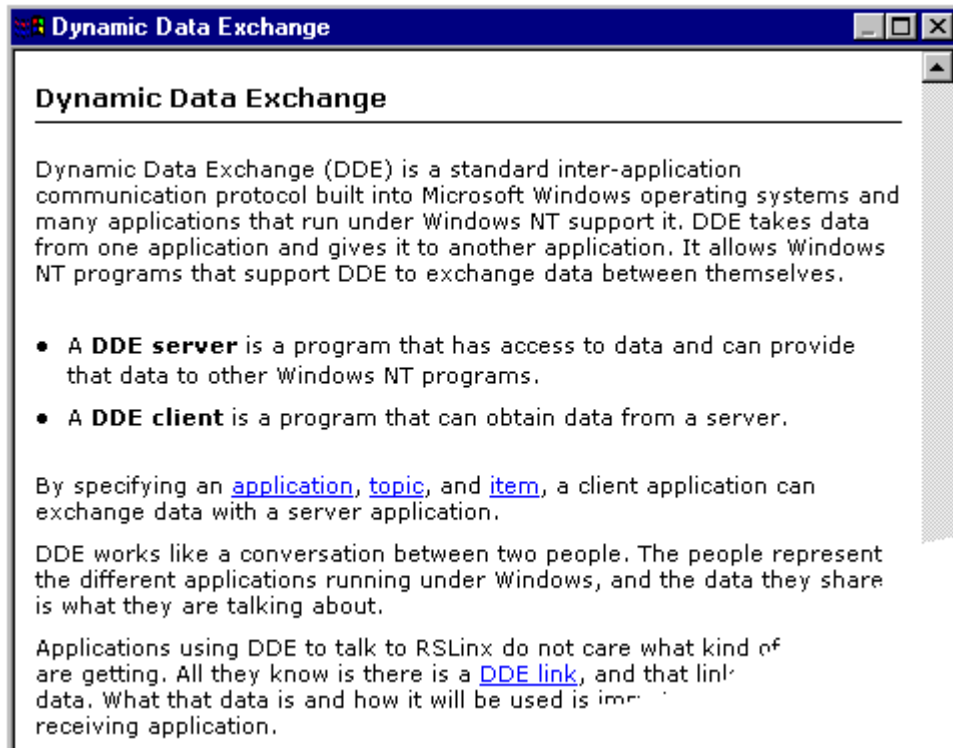 Dynamic Data Exchange
Dynamic Data Exchange
Dynamic Data Exchange (DDE) is a standard inter-application
communication protocol built into Microsoft Windows operating systems and
many applications that run under Windows NT support it. DDE takes data
from one application and gives it to another application. It allows Windows
NT programs that support DDE to exchange data between themselves.
● A DDE server is a program that has access to data and can provide
that data to other Windows NT programs.
● A DDE client is a program that can obtain data from a server.
By specifying an application, topic, and item, a client application can
exchange data with a server application.
DDE works like a conversation between two people. The people represent
the different applications running under Windows, and the data they share
is what they are talking about.
Applications using DDE to talk to RSLinx do not care what kind of
are getting. All they know is there is a DDE link, and that
data. What that data is and how it will be used is
receiving application.